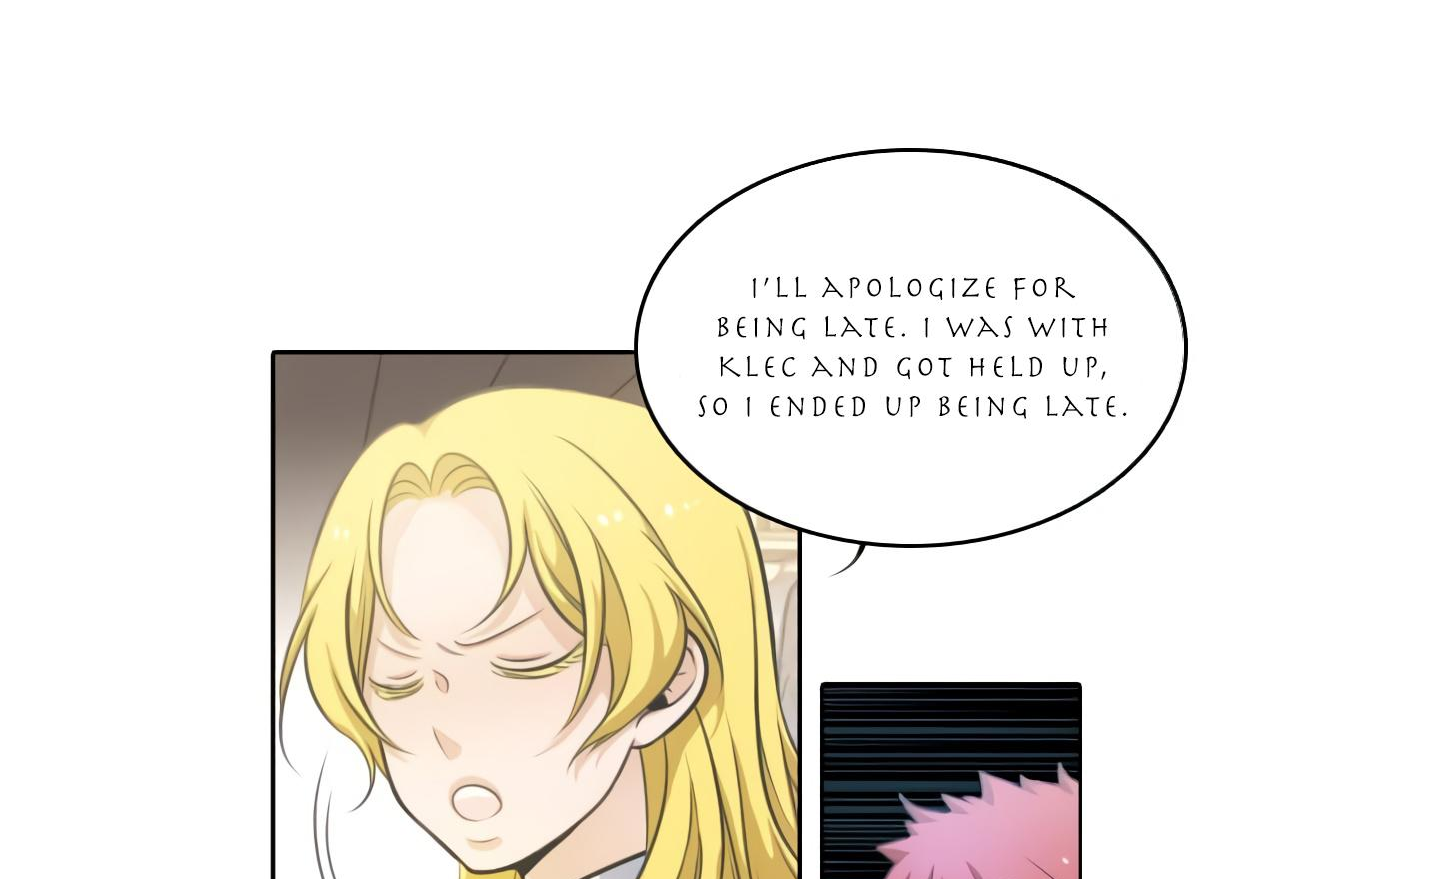 I'LL APOLOGIZE FOR
BEING LATE. I WAS WITH
KLEC AND GOT HELD UP,
SO I ENDED UP BEING LATE.